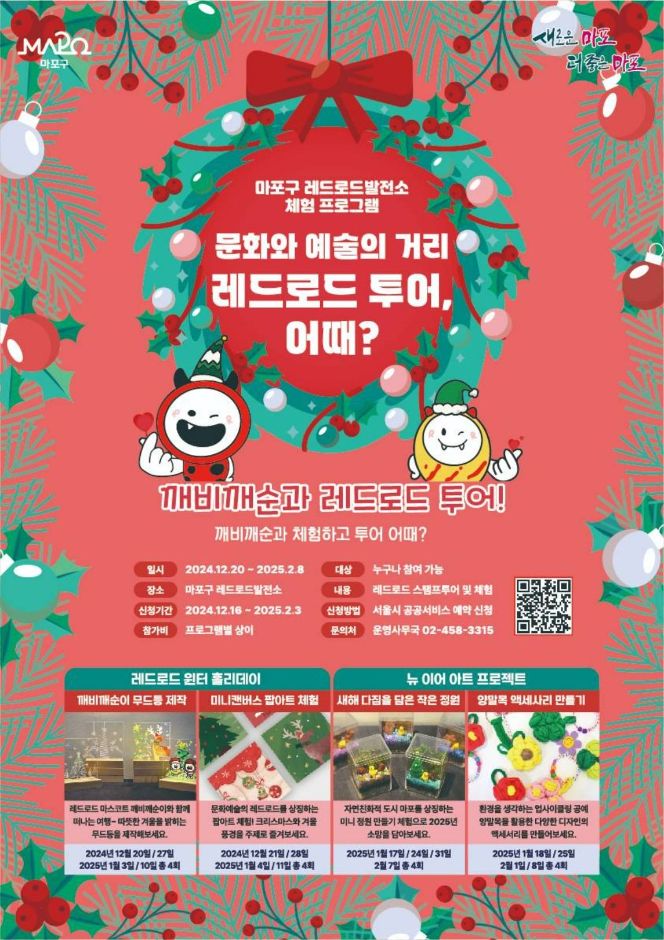 MAPO
마포구
새로운 마포
더 좋은 마포
마포구 레드로드발전소
체험 프로그램
문화와 예술의 거리
레드로드 투어,
어때?
깨비깨순과 레드로드 투어!
깨비깨순과 체험하고 투어 어때?
일시 2024.12.20 ~ 2025.2.8
장소 마포구 레드로드발전소
신청기간 2024.12.16 ~ 2025.2.3
참가비 프로그램별 상이
대상 누구나 참여 가능
내용 레드로드 스탬프투어 및 체험
신청방법 서울시 공공서비스 예약 신청
문의처 운영사무국 02-458-3315
레드로드 윈터 홀리데이
깨비깨순이 무드등 제작
레드로드 마스코트 깨비깨순이와 함께
떠나는 여행~ 따뜻한 겨울을 밝히는
무드등을 제작해보세요.
2024년 12월 20일 / 27일
2025년 1월 3일 / 10일 총 4회
미니캔버스 팝아트 체험
문화예술의 레드로드를 상징하는
팝아트 체험! 크리스마스와 겨울
풍경을 주제로 즐겨보세요.
2024년 12월 21일 / 28일
2025년 1월 4일 / 11일 총 4회
뉴 이어 아트 프로젝트
새해 다짐을 담은 작은 정원
자연친화적 도시 마포를 상징하는
미니 정원 만들기 체험으로 2025년
소망을 담아보세요.
2025년 1월 17일 / 24일 / 31일
2월 7일 총 4회
양말목 액세사리 만들기
환경을 생각하는 업사이클링 공예
양말목을 활용한 다양한 디자인의
액세서리를 만들어보세요.
2025년 1월 18일 / 25일
2월 1일 / 8일 총 4회